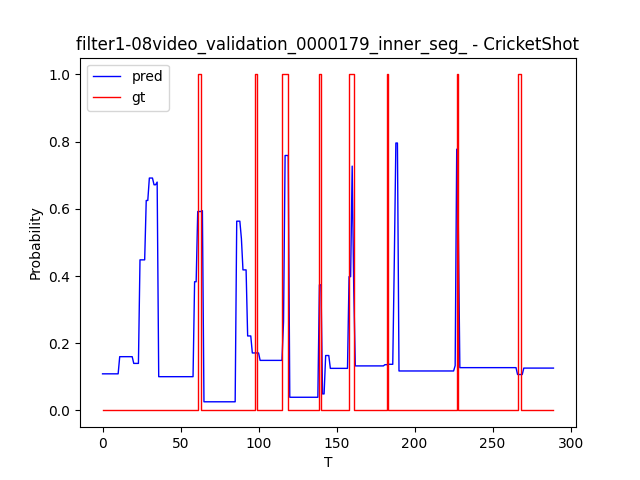 filter1-08video_validation_0000179_inner_seg_ - CricketShot
pred
gt
1.0
0.8
0.6
0.4
0.2
0.0
Probability
0 50 100 150 200 250 300
T